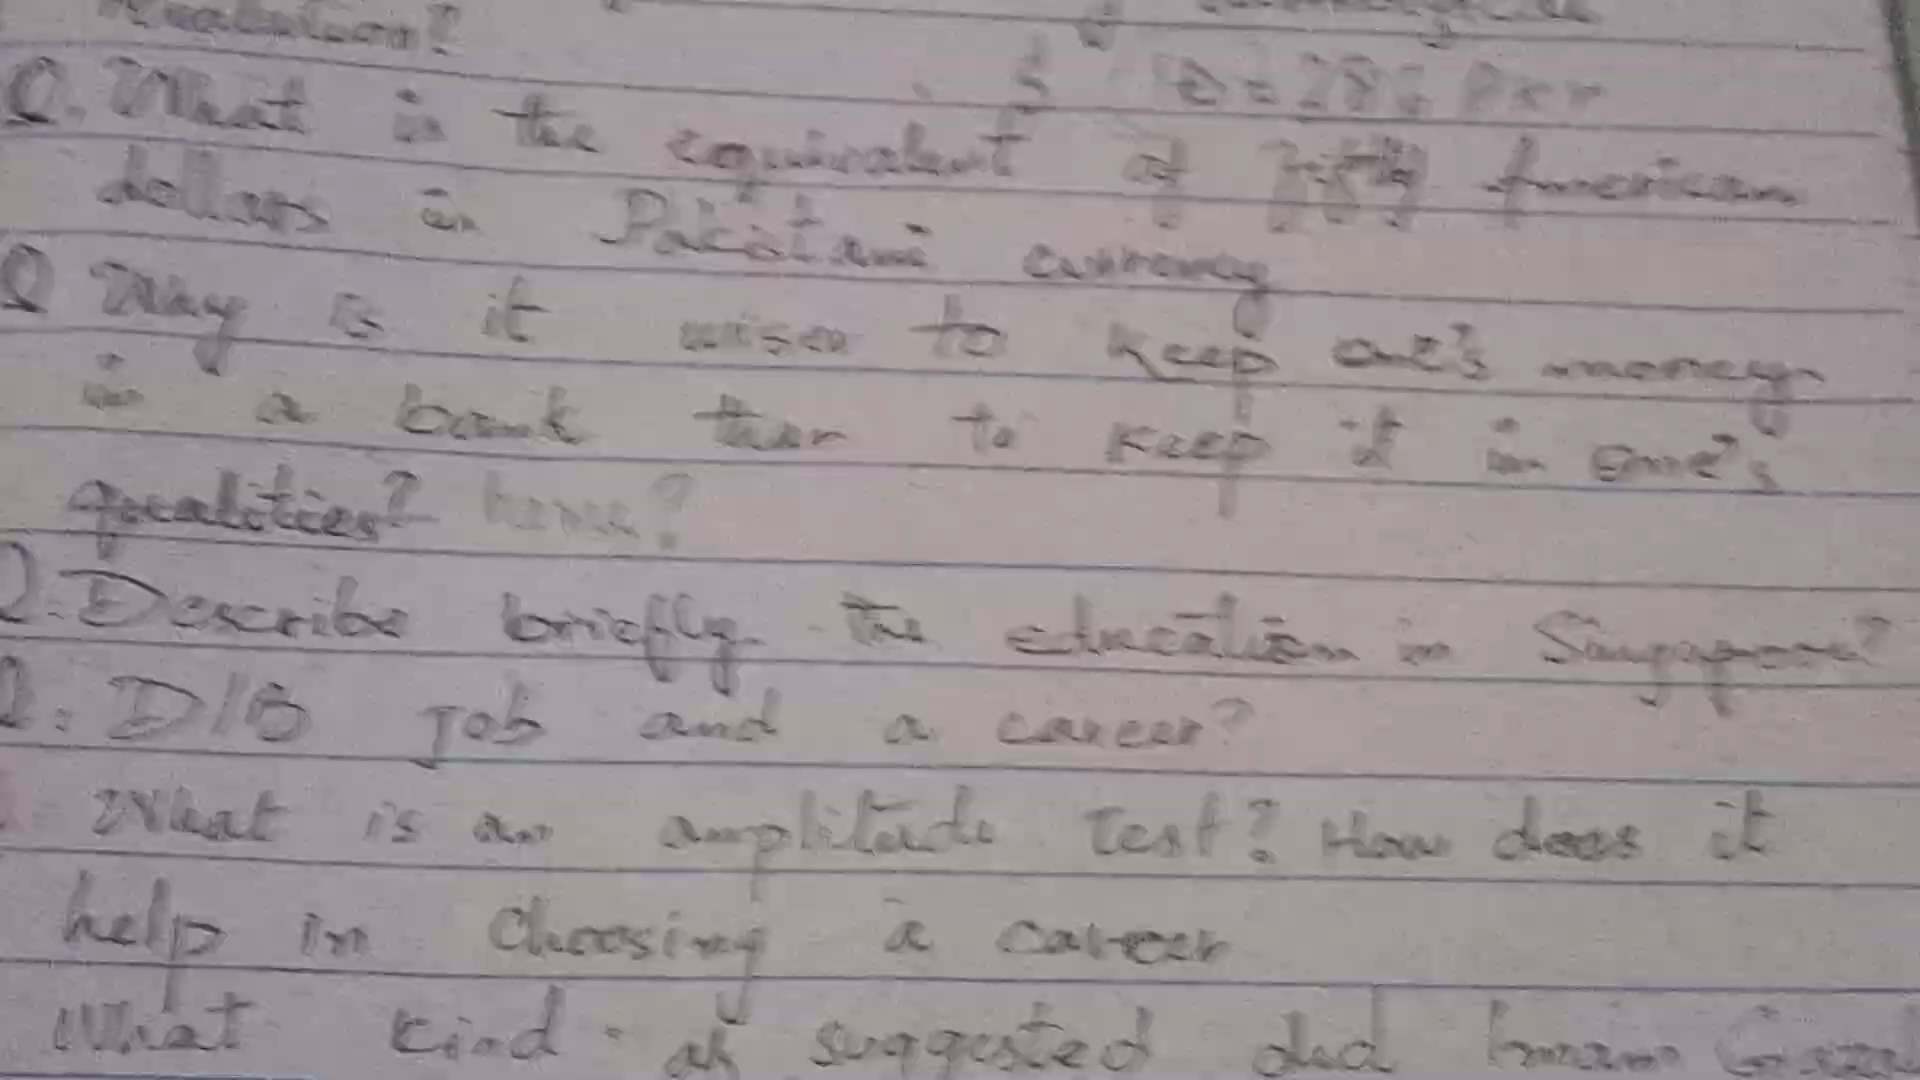 Q. What is the equivalent of fifty American
dollars in Pakistani currency
Q Why is it wiser to keep one's money
in a bank than to keep it in one's
qualities? home?
Q. Describe briefly the education in Singapore?
Q. D/B job and a career?
What is an amplitude test? How does it
help in choosing a career
What kind of suggested did